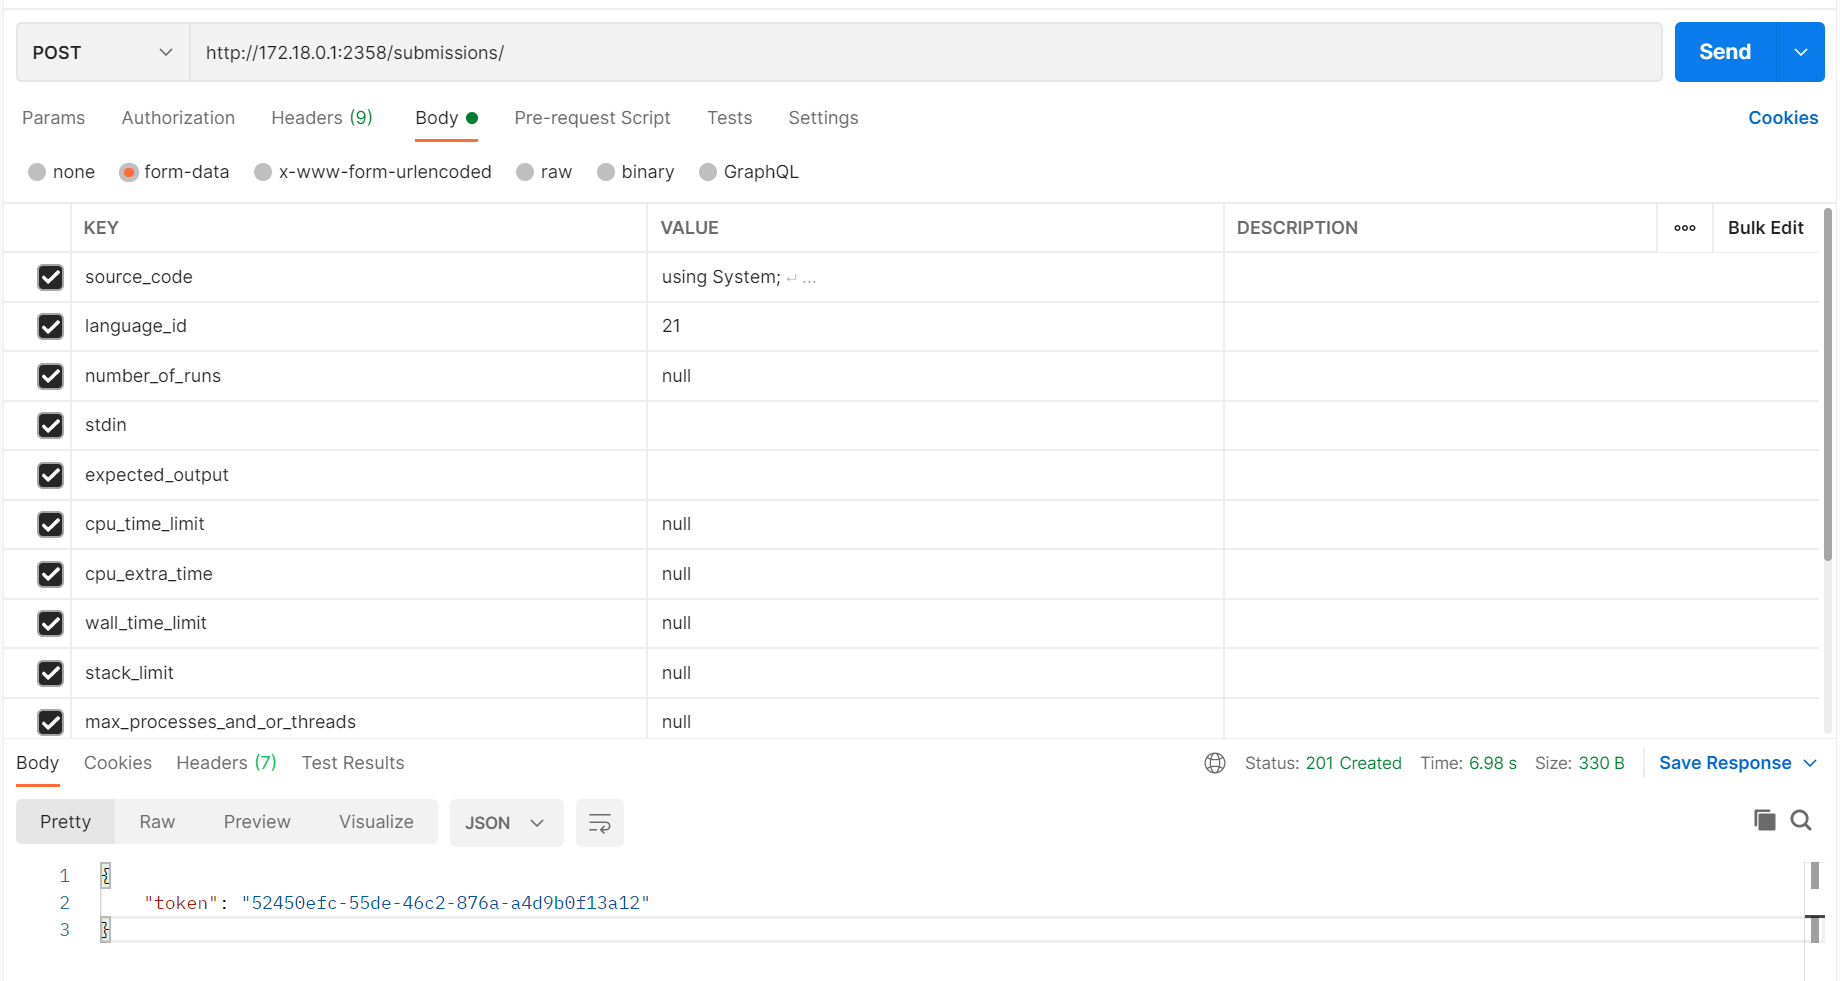 POST http://172.18.0.1:2358/submissions/ Send
Params Authorization Headers (9) Body Pre-request Script Tests Settings Cookies
none form-data x-www-form-urlencoded raw binary GraphQL
KEY VALUE DESCRIPTION ooo Bulk Edit
source_code using System; ↵ ...
language_id 21
number_of_runs null
stdin
expected_output
cpu_time_limit null
cpu_extra_time null
wall_time_limit null
stack_limit null
max_processes_and_or_threads null
Body Cookies Headers (7) Test Results Status: 201 Created Time: 6.98 s Size: 330 B Save Response
Pretty Raw Preview Visualize JSON
1 {
2 "token": "52450efc-55de-46c2-876a-a4d9b0f13a12"
3 }